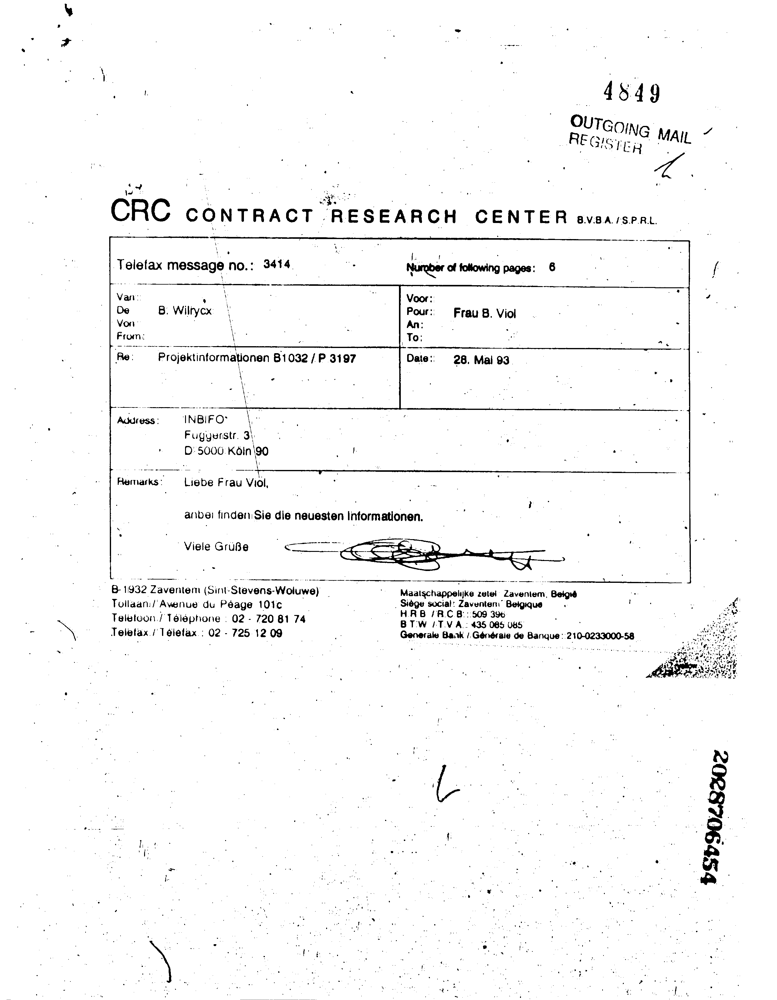 4849
OUTGOING MAIL
REGISTER
CRC CONTRACT RESEARCH CENTER B.V.B.A. / S.P.R.L.
Telefax message no.: 3414
Number of following pages: 6
Van:
De B. Wilrycx
Von:
From:
Voor:
Pour: Frau B. Viol
An:
To:
Re: Projektinformationen B1032 / P 3197
Date: 28. Mai 93
Address: INBIFO
Fuggerstr. 3
D 5000 Köln 90
Remarks: Liebe Frau Viol,
anbei finden Sie die neuesten Informationen.
Viele Grüße
B-1932 Zaventem (Sint-Stevens-Woluwe)
Tollaan / Avenue du Péage 101c
Telefoon / Téléphone : 02 - 720 81 74
Telefax / Téléfax : 02 - 725 12 09
Maatschappelijke zetel Zaventem, België
Siège social: Zaventem Belgique
H R B / R C B : 509 396
B T W / T V A : 435 085 085
Generale Bank / Générale de Banque : 210-0233000-58
2028706454